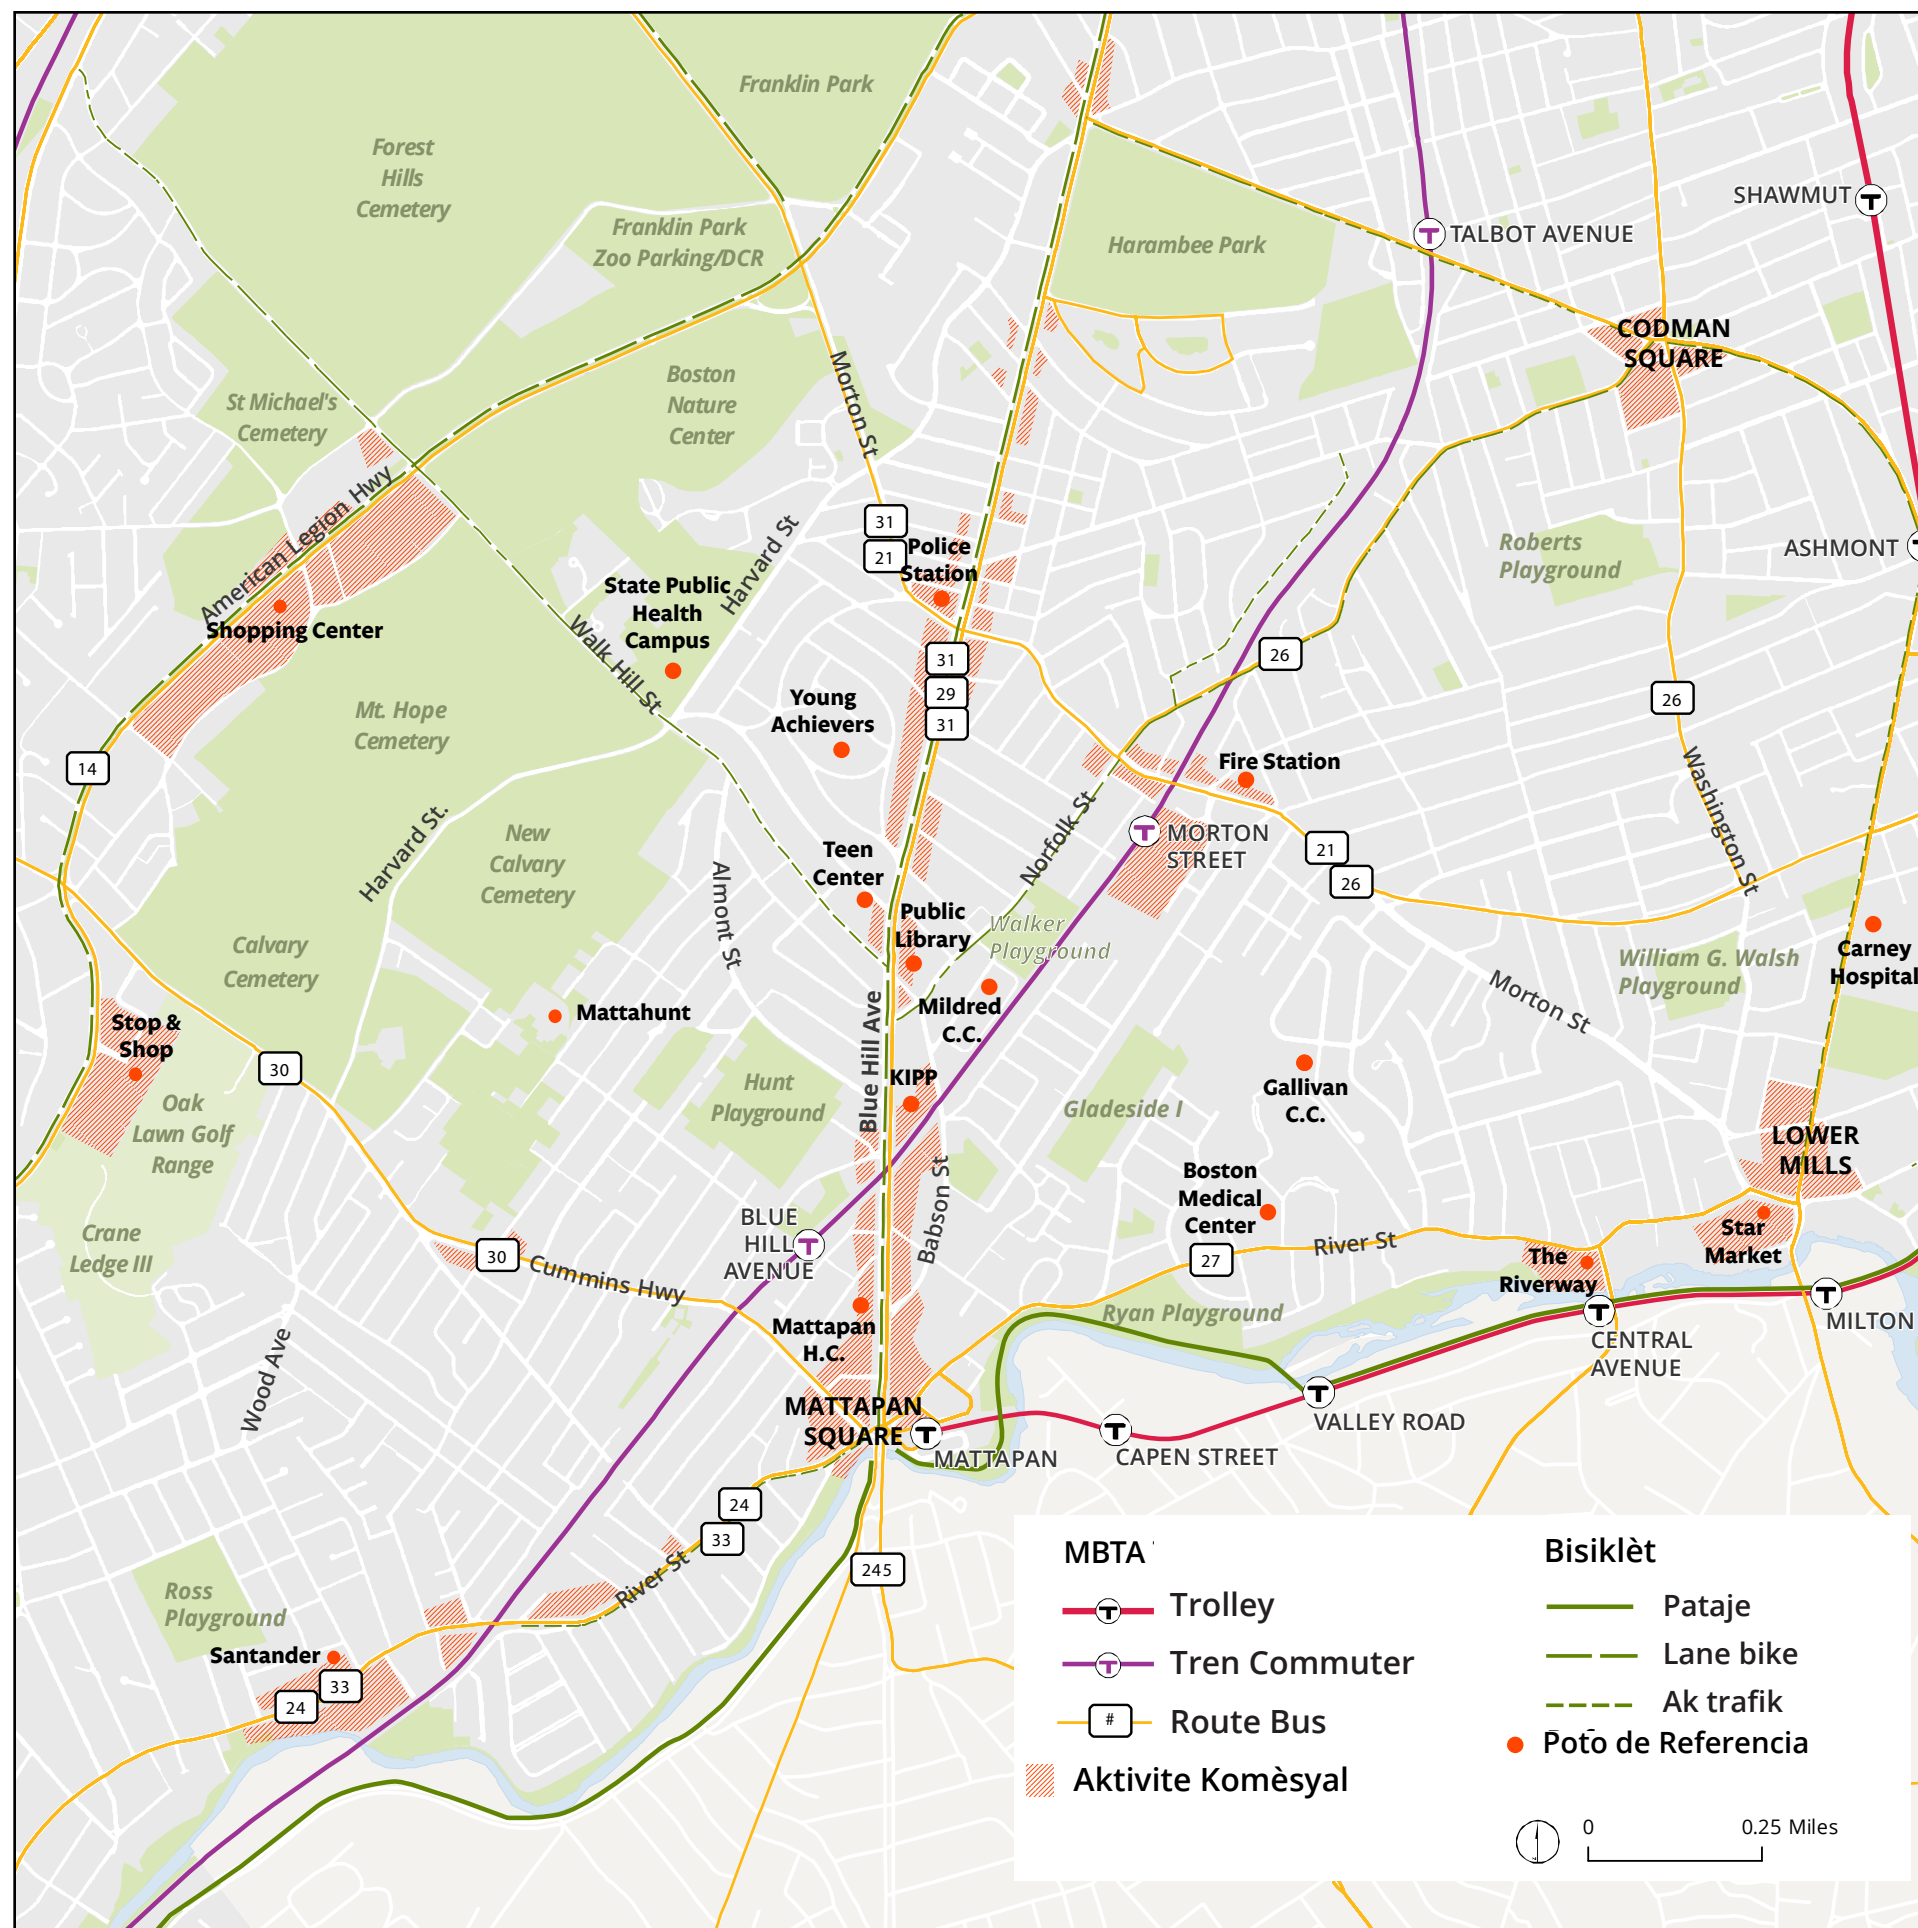 Franklin Park
Forest
Hills
Cemetery
Franklin Park
Zoo Parking/DCR
Harambee Park
SHAWMUT
TALBOT AVENUE
CODMAN
SQUARE
Boston
Nature
Center
Morton St
St Michael's
Cemetery
American Legion Hwy
Harvard St
31
21
Police
Station
Roberts
Playground
ASHMONT
State Public
Health
Campus
Shopping Center
Walk Hill St
31
29
31
26
26
Young
Achievers
Mt. Hope
Cemetery
14
Fire Station
Washington St
Harvard St.
New
Calvary
Cemetery
Norfolk St
MORTON
STREET
21
26
Teen
Center
Almont St
Public
Library
Walker
Playground
Calvary
Cemetery
William G. Walsh
Playground
Carney
Hospital
Morton St
Mattahunt
Mildred
C.C.
Stop &
Shop
30
Blue Hill Ave
KIPP
Hunt
Playground
Gladeside I
Gallivan
C.C.
Oak
Lawn Golf
Range
LOWER
MILLS
Boston
Medical
Center
Babson St
BLUE
HILL
AVENUE
Crane
Ledge III
30
Cummins Hwy
27
River St
The
Riverway
Star
Market
Ryan Playground
Mattapan
H.C.
CENTRAL
AVENUE
MILTON
Wood Ave
MATTAPAN
SQUARE
MATTAPAN
CAPEN STREET
VALLEY ROAD
24
33
245
River St
Ross
Playground
Santander
33
24
MBTA
Trolley
Tren Commuter
#
Route Bus
Aktivite Komèsyal
Bisiklèt
Pataje
Lane bike
Ak trafik
Poto de Referencia
0
0.25 Miles